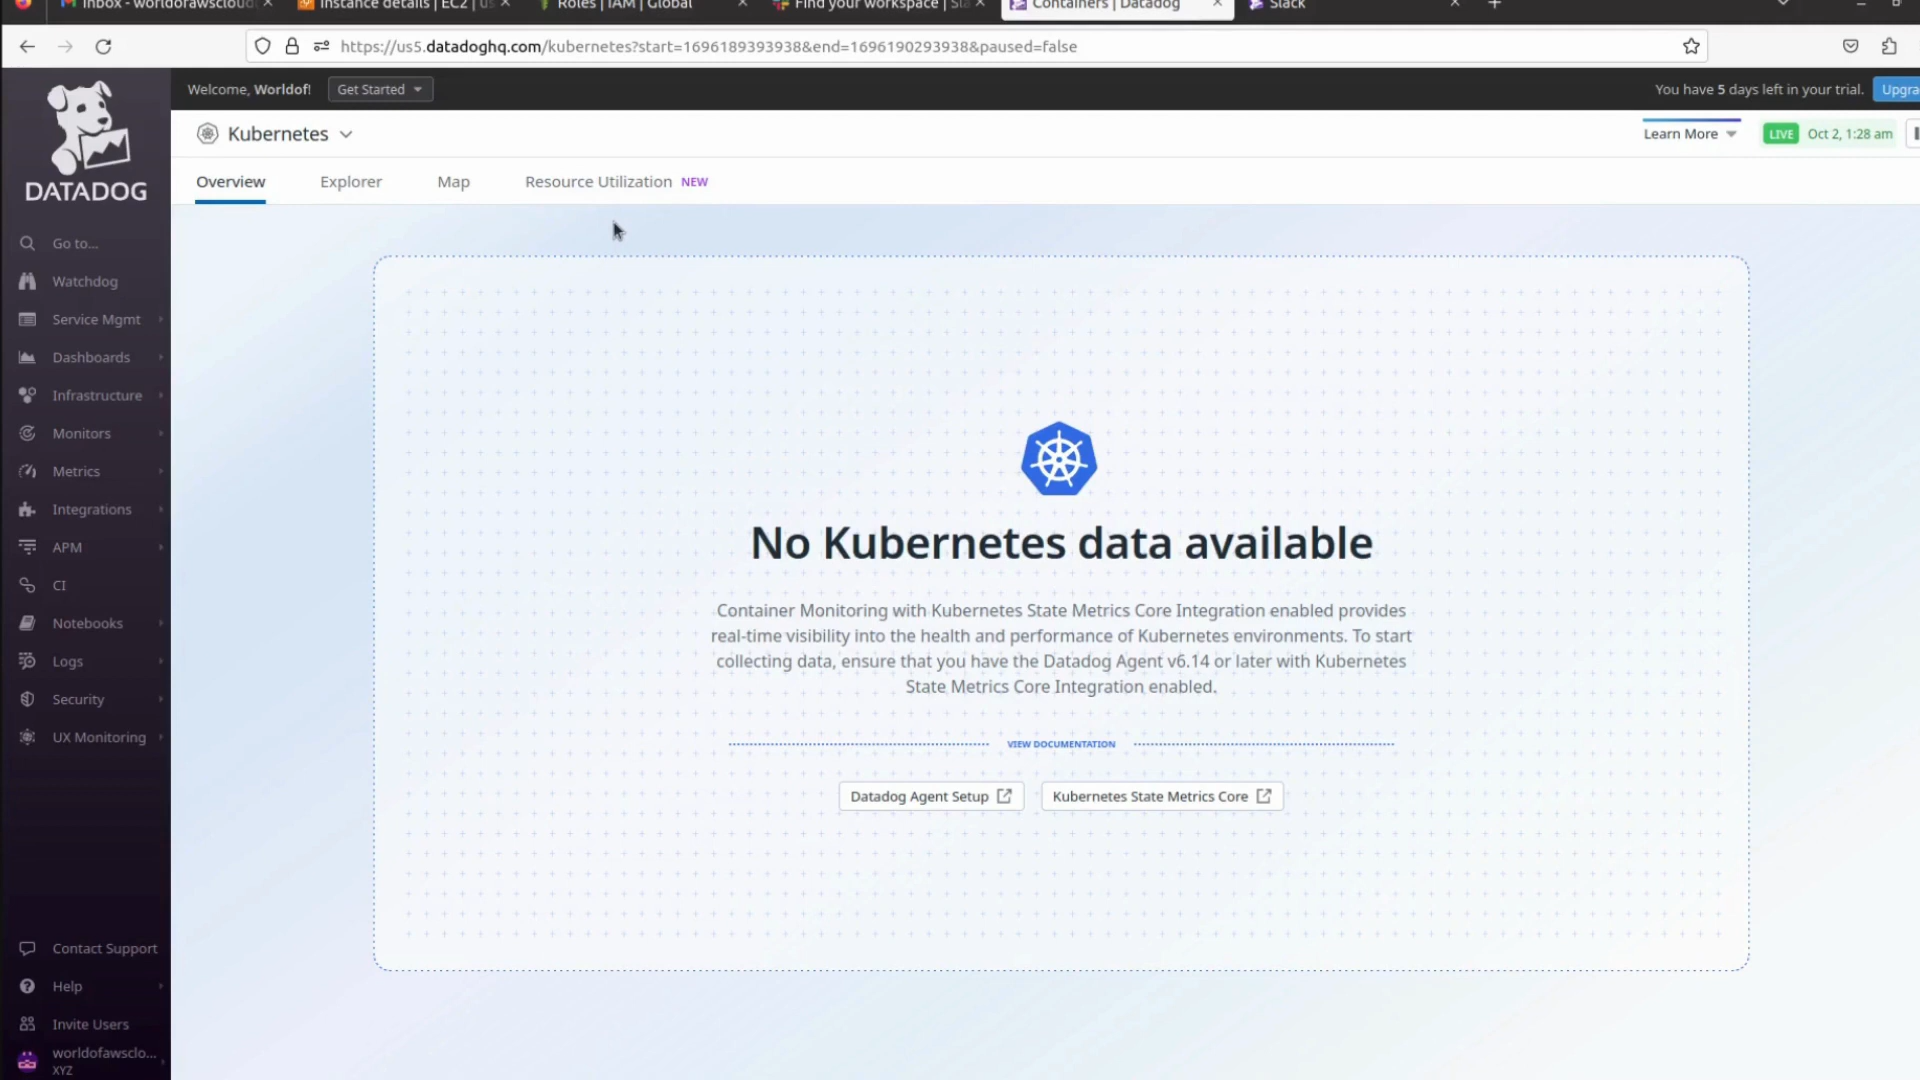 Inbox - worldofawscloud
Instance details | EC2 | us
Roles | IAM | Global
Find your workspace | Sla
Containers | Datadog
Slack
https://us5.datadoghq.com/kubernetes?start=1696189393938&end=1696190293938&paused=false
Welcome, Worldof!
Get Started
You have 5 days left in your trial.
Upgra
DATADOG
Kubernetes
Learn More
LIVE Oct 2, 1:28 am
Overview
Explorer
Map
Resource Utilization NEW
Go to...
Watchdog
Service Mgmt
Dashboards
Infrastructure
Monitors
Metrics
Integrations
APM
CI
Notebooks
Logs
Security
UX Monitoring
Contact Support
Help
Invite Users
worldofawsclo...
XYZ
No Kubernetes data available
Container Monitoring with Kubernetes State Metrics Core Integration enabled provides
real-time visibility into the health and performance of Kubernetes environments. To start
collecting data, ensure that you have the Datadog Agent v6.14 or later with Kubernetes
State Metrics Core Integration enabled.
VIEW DOCUMENTATION
Datadog Agent Setup
Kubernetes State Metrics Core